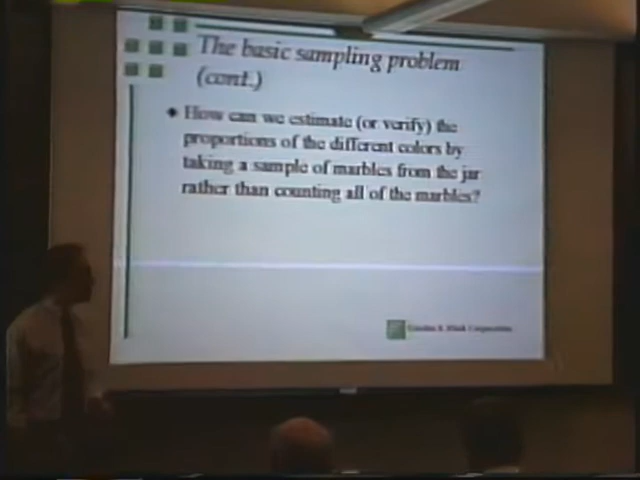 The basic sampling problem
(cont.)
How can we estimate (or verify) the
proportions of the different colors by
taking a sample of marbles from the jar
rather than counting all of the marbles?
Corporation